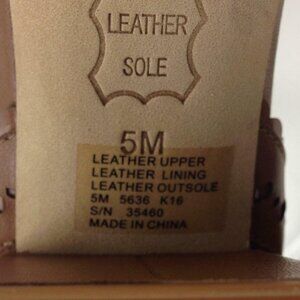 LEATHER
SOLE
5M
LEATHER UPPER
LEATHER LINING
LEATHER OUTSOLE
5M 5636 K16
S/N 35460
MADE IN CHINA